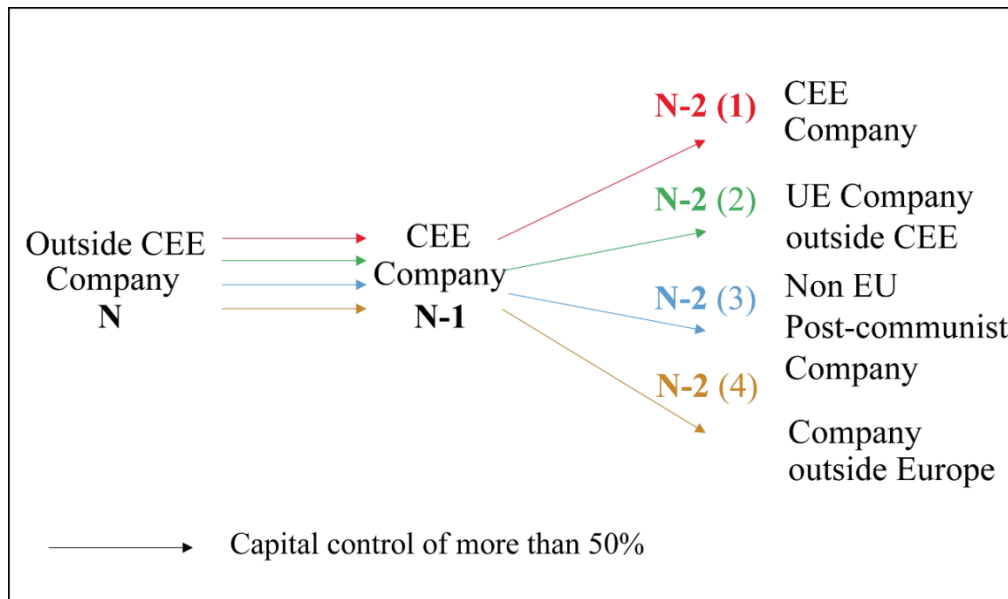 Outside CEE
Company
N
CEE
Company
N-1
N-2 (1)
CEE
Company
N-2 (2)
UE Company
outside CEE
N-2 (3)
Non EU
Post-communist
Company
N-2 (4)
Company
outside Europe
Capital control of more than 50%